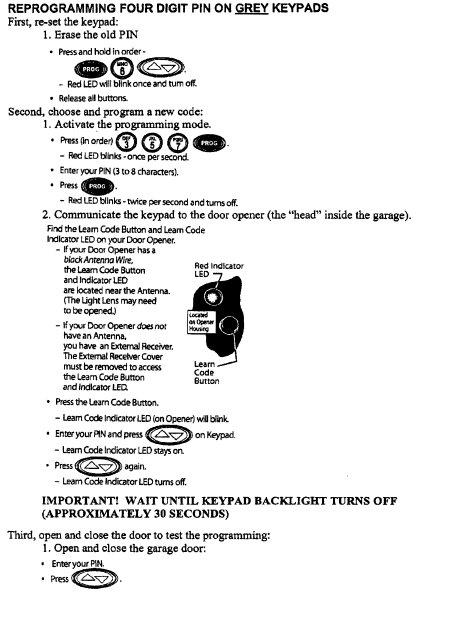 REPROGRAMMING FOUR DIGIT PIN ON GREY KEYPADS
First, re-set the keypad:
1. Erase the old PIN
• Press and hold in order -
PROG MNO 6 .
– Red LED will blink once and turn off.
• Release all buttons.
Second, choose and program a new code:
1. Activate the programming mode.
• Press (in order) DEF 3 JKL 5 PQRS 7 PROG .
– Red LED blinks - once per second.
• Enter your PIN (3 to 8 characters).
• Press PROG .
– Red LED blinks - twice per second and turns off.
2. Communicate the keypad to the door opener (the “head” inside the garage).
Find the Learn Code Button and Learn Code
Indicator LED on your Door Opener.
– If your Door Opener has a
black Antenna Wire,
the Learn Code Button
and Indicator LED
are located near the Antenna.
(The Light Lens may need
to be opened.)
– If your Door Opener does not
have an Antenna,
you have an External Receiver.
The External Receiver Cover
must be removed to access
the Learn Code Button
and Indicator LED.
Red Indicator
LED
Located
on Opener
Housing
Learn
Code
Button
• Press the Learn Code Button.
– Learn Code Indicator LED (on Opener) will blink.
• Enter your PIN and press on Keypad.
– Learn Code Indicator LED stays on.
• Press again.
– Learn Code Indicator LED turns off.
IMPORTANT! WAIT UNTIL KEYPAD BACKLIGHT TURNS OFF
(APPROXIMATELY 30 SECONDS)
Third, open and close the door to test the programming:
1. Open and close the garage door:
• Enter your PIN.
• Press .